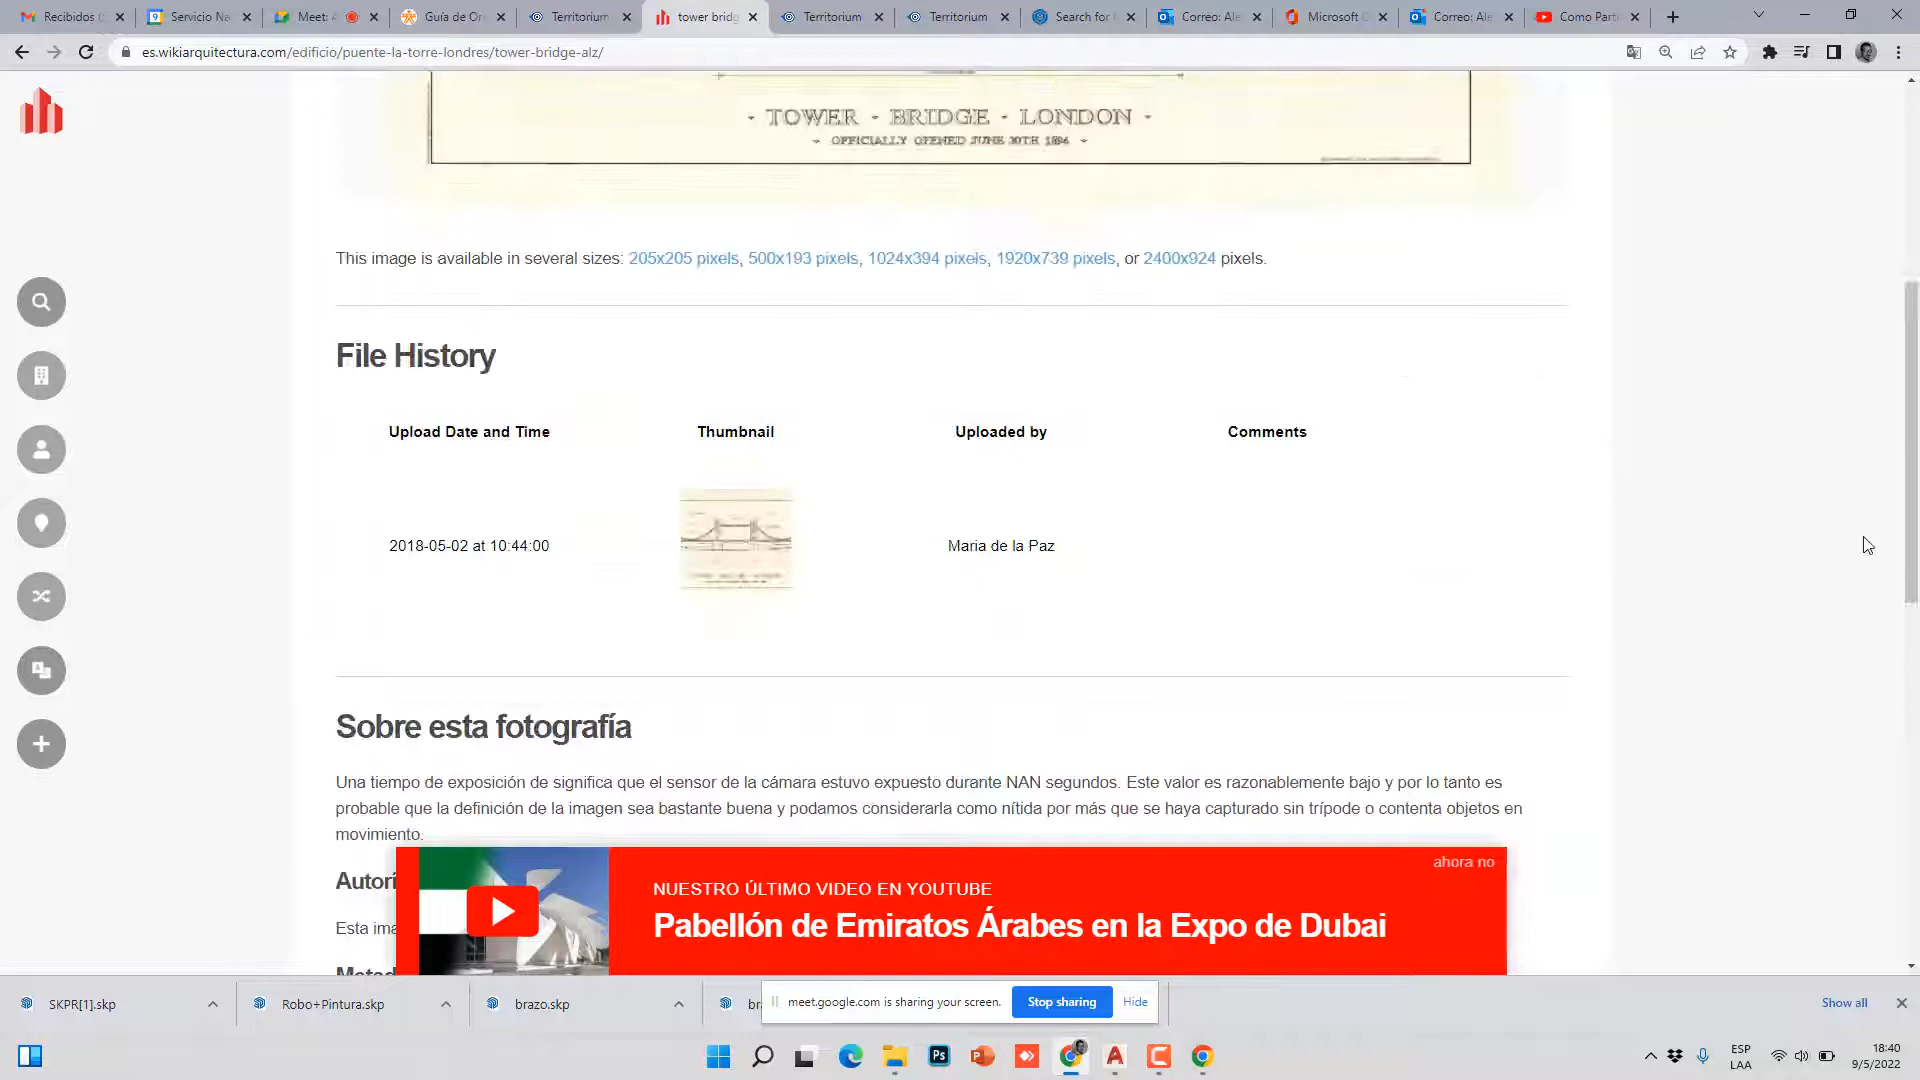 Recibidos (
Servicio Na
Meet: A
Guía de Or
Territorium
tower bridg
Territorium
Territorium
Search for
Correo: Ale
Microsoft O
Correo: Ale
Como Parti
es.wikiarquitectura.com/edificio/puente-la-torre-londres/tower-bridge-alz/
- TOWER - BRIDGE - LONDON -
- OFFICIALLY OPENED JUNE 30TH 1894 -
This image is available in several sizes: 205x205 pixels, 500x193 pixels, 1024x394 pixels, 1920x739 pixels, or 2400x924 pixels.
File History
Upload Date and Time Thumbnail Uploaded by Comments
2018-05-02 at 10:44:00 Maria de la Paz
Sobre esta fotografía
Una tiempo de exposición de significa que el sensor de la cámara estuvo expuesto durante NAN segundos. Este valor es razonablemente bajo y por lo tanto es
probable que la definición de la imagen sea bastante buena y podamos considerarla como nítida por más que se haya capturado sin trípode o contenta objetos en
movimiento.
ahora no
Autorí
NUESTRO ÚLTIMO VIDEO EN YOUTUBE
Pabellón de Emiratos Árabes en la Expo de Dubai
Esta ima
Metad
SKPR[1].skp
Robo+Pintura.skp
brazo.skp
bra
meet.google.com is sharing your screen.
Stop sharing
Hide
Show all
Ps
ESP
LAA
18:40
9/5/2022